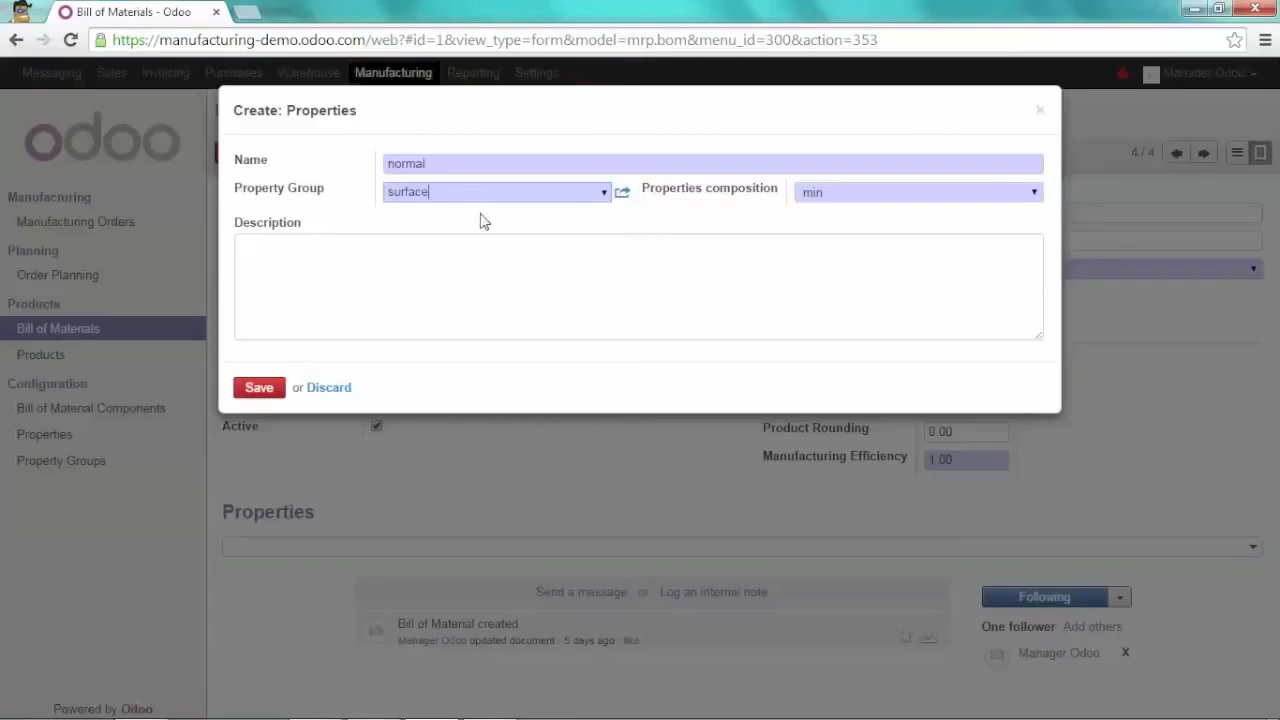 Bill of Materials - Odoo
https://manufacturing-demo.odoo.com/web?#id=1&view_type=form&model=mrp.bom&menu_id=300&action=353
Messaging Sales Invoicing Purchases Warehouse Manufacturing Reporting Settings Manader Odou
odoo
Create: Properties
4 / 4
Name normal
Property Group surface Properties composition min
Description
Save or Discard
Manufacturing
Manufacturing Orders
Planning
Order Planning
Products
Bill of Materials
Products
Configuration
Bill of Material Components
Properties
Property Groups
Active
Product Rounding 0.00
Manufacturing Efficiency 1.00
Properties
Send a message or Log an internal note
Following
Bill of Material created
Manager Odoo updated document · 5 days ago · like
One follower Add others
Manager Odoo X
Powered by Odoo